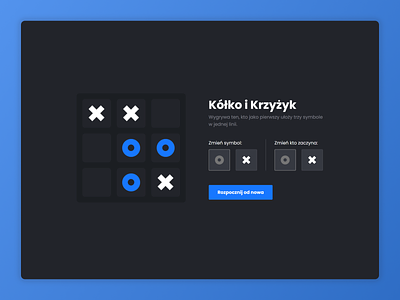 Kółko i Krzyżyk
Wygrywa ten, kto jako pierwszy ułoży trzy symbole
w jednej linii.
Zmień symbol:
Zmień kto zaczyna:
Rozpocznij od nowa